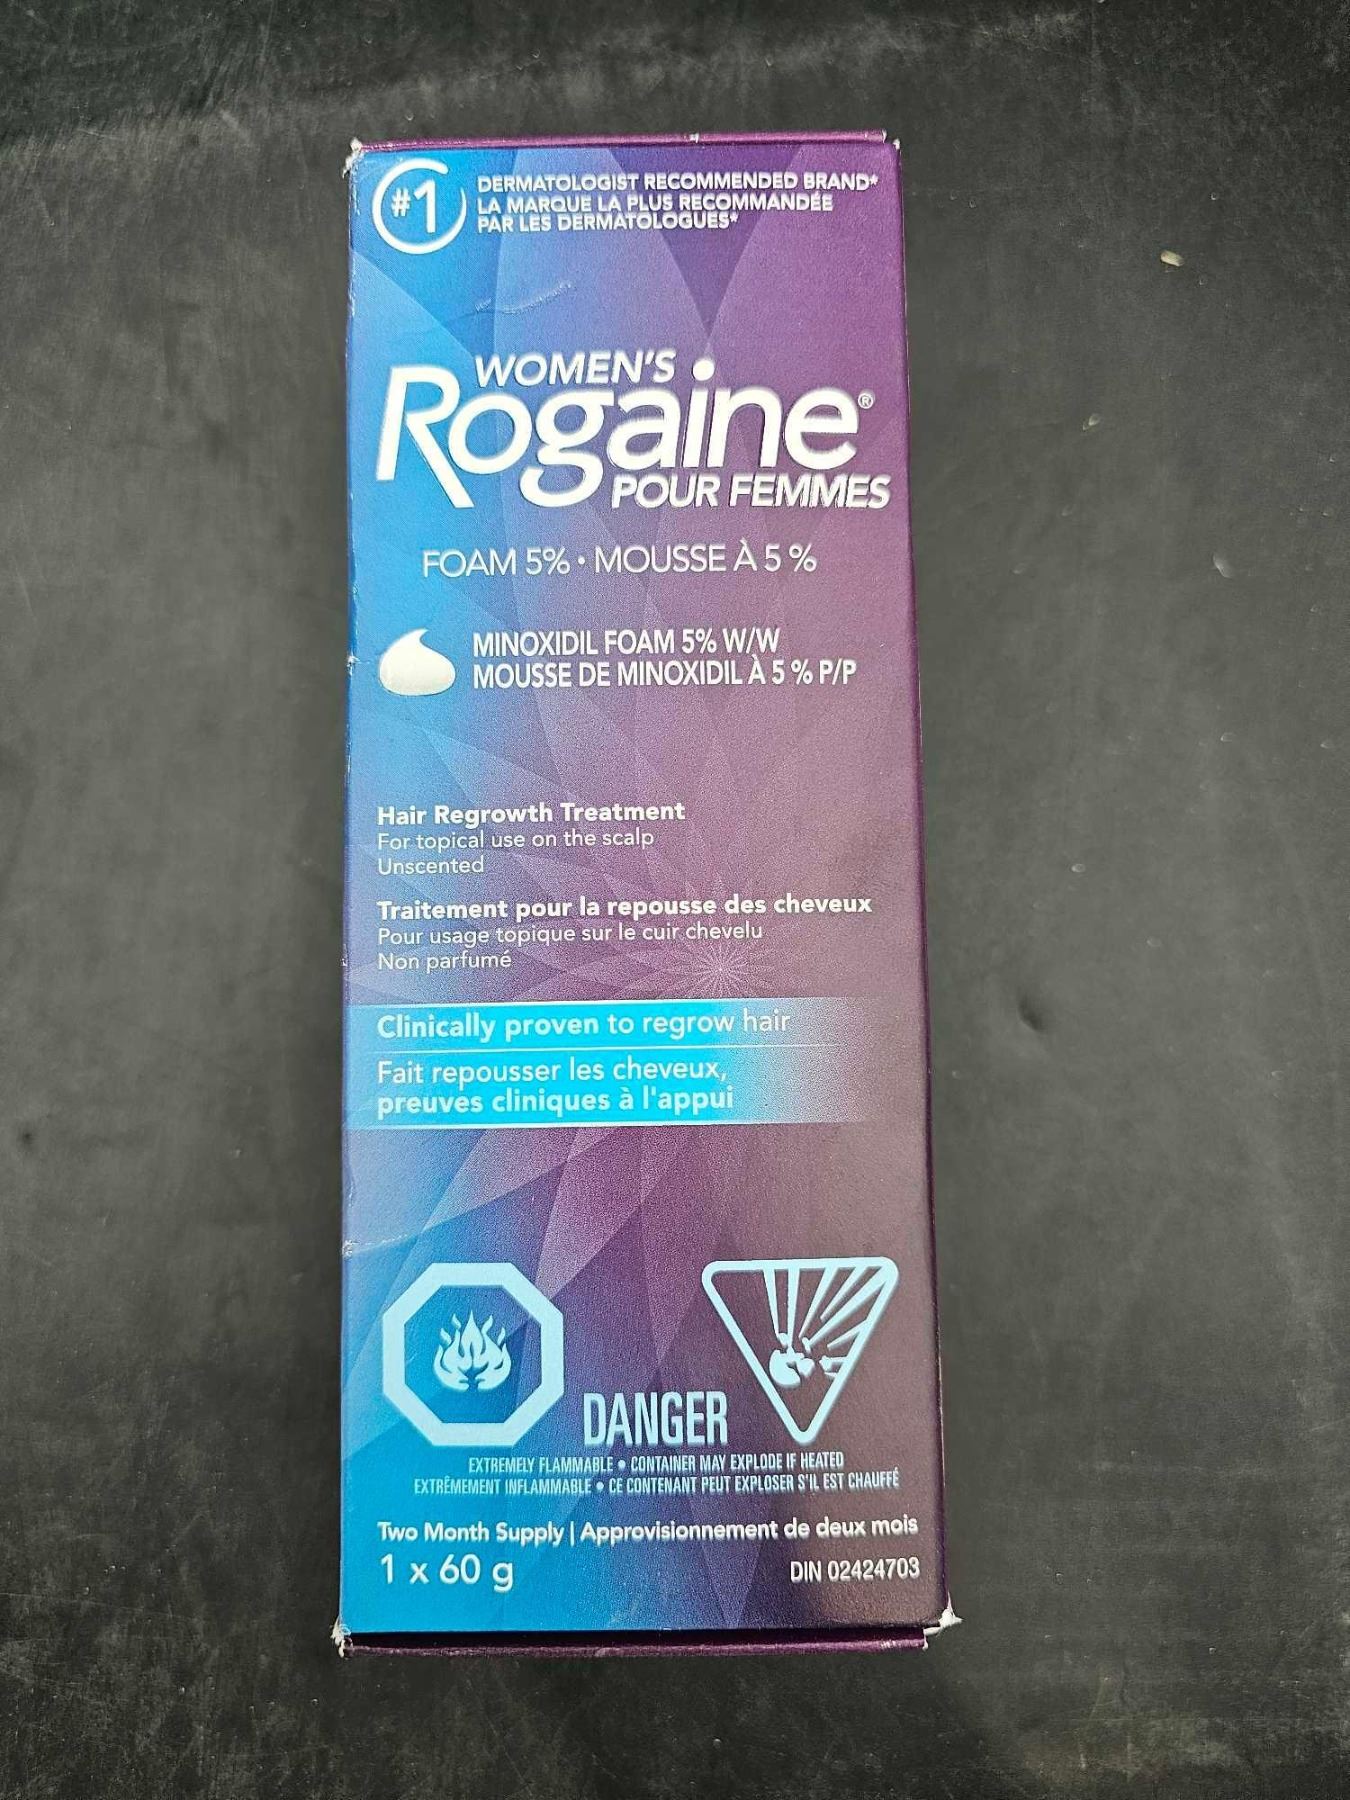 #1
DERMATOLOGIST RECOMMENDED BRAND*
LA MARQUE LA PLUS RECOMMANDÉE
PAR LES DERMATOLOGUES*
WOMEN'S
Rogaine®
POUR FEMMES
FOAM 5% • MOUSSE À 5 %
MINOXIDIL FOAM 5% W/W
MOUSSE DE MINOXIDIL À 5 % P/P
Hair Regrowth Treatment
For topical use on the scalp
Unscented
Traitement pour la repousse des cheveux
Pour usage topique sur le cuir chevelu
Non parfumé
Clinically proven to regrow hair
Fait repousser les cheveux,
preuves cliniques à l'appui
DANGER
EXTREMELY FLAMMABLE • CONTAINER MAY EXPLODE IF HEATED
EXTRÊMEMENT INFLAMMABLE • CE CONTENANT PEUT EXPLOSER S'IL EST CHAUFFÉ
Two Month Supply | Approvisionnement de deux mois
1 x 60 g
DIN 02424703